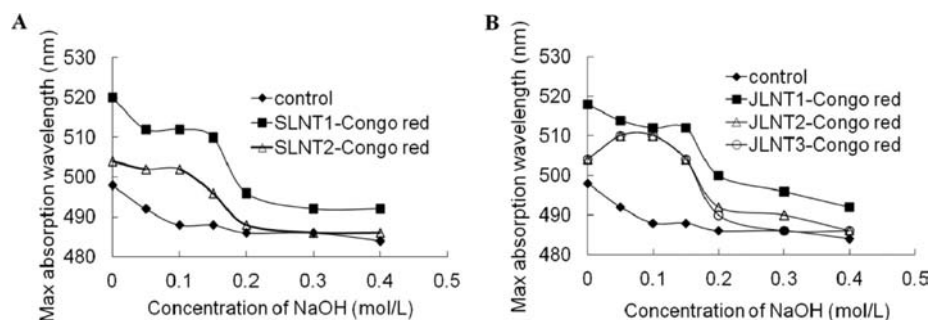 A
Max absorption wavelength (nm)
530
520
510
500
490
480
0
0.1
0.2
0.3
0.4
0.5
Concentration of NaOH (mol/L)
control
SLNT1-Congo red
SLNT2-Congo red
B
Max absorption wavelength (nm)
530
520
510
500
490
480
0
0.1
0.2
0.3
0.4
0.5
Concentration of NaOH (mol/L)
control
JLNT1-Congo red
JLNT2-Congo red
JLNT3-Congo red